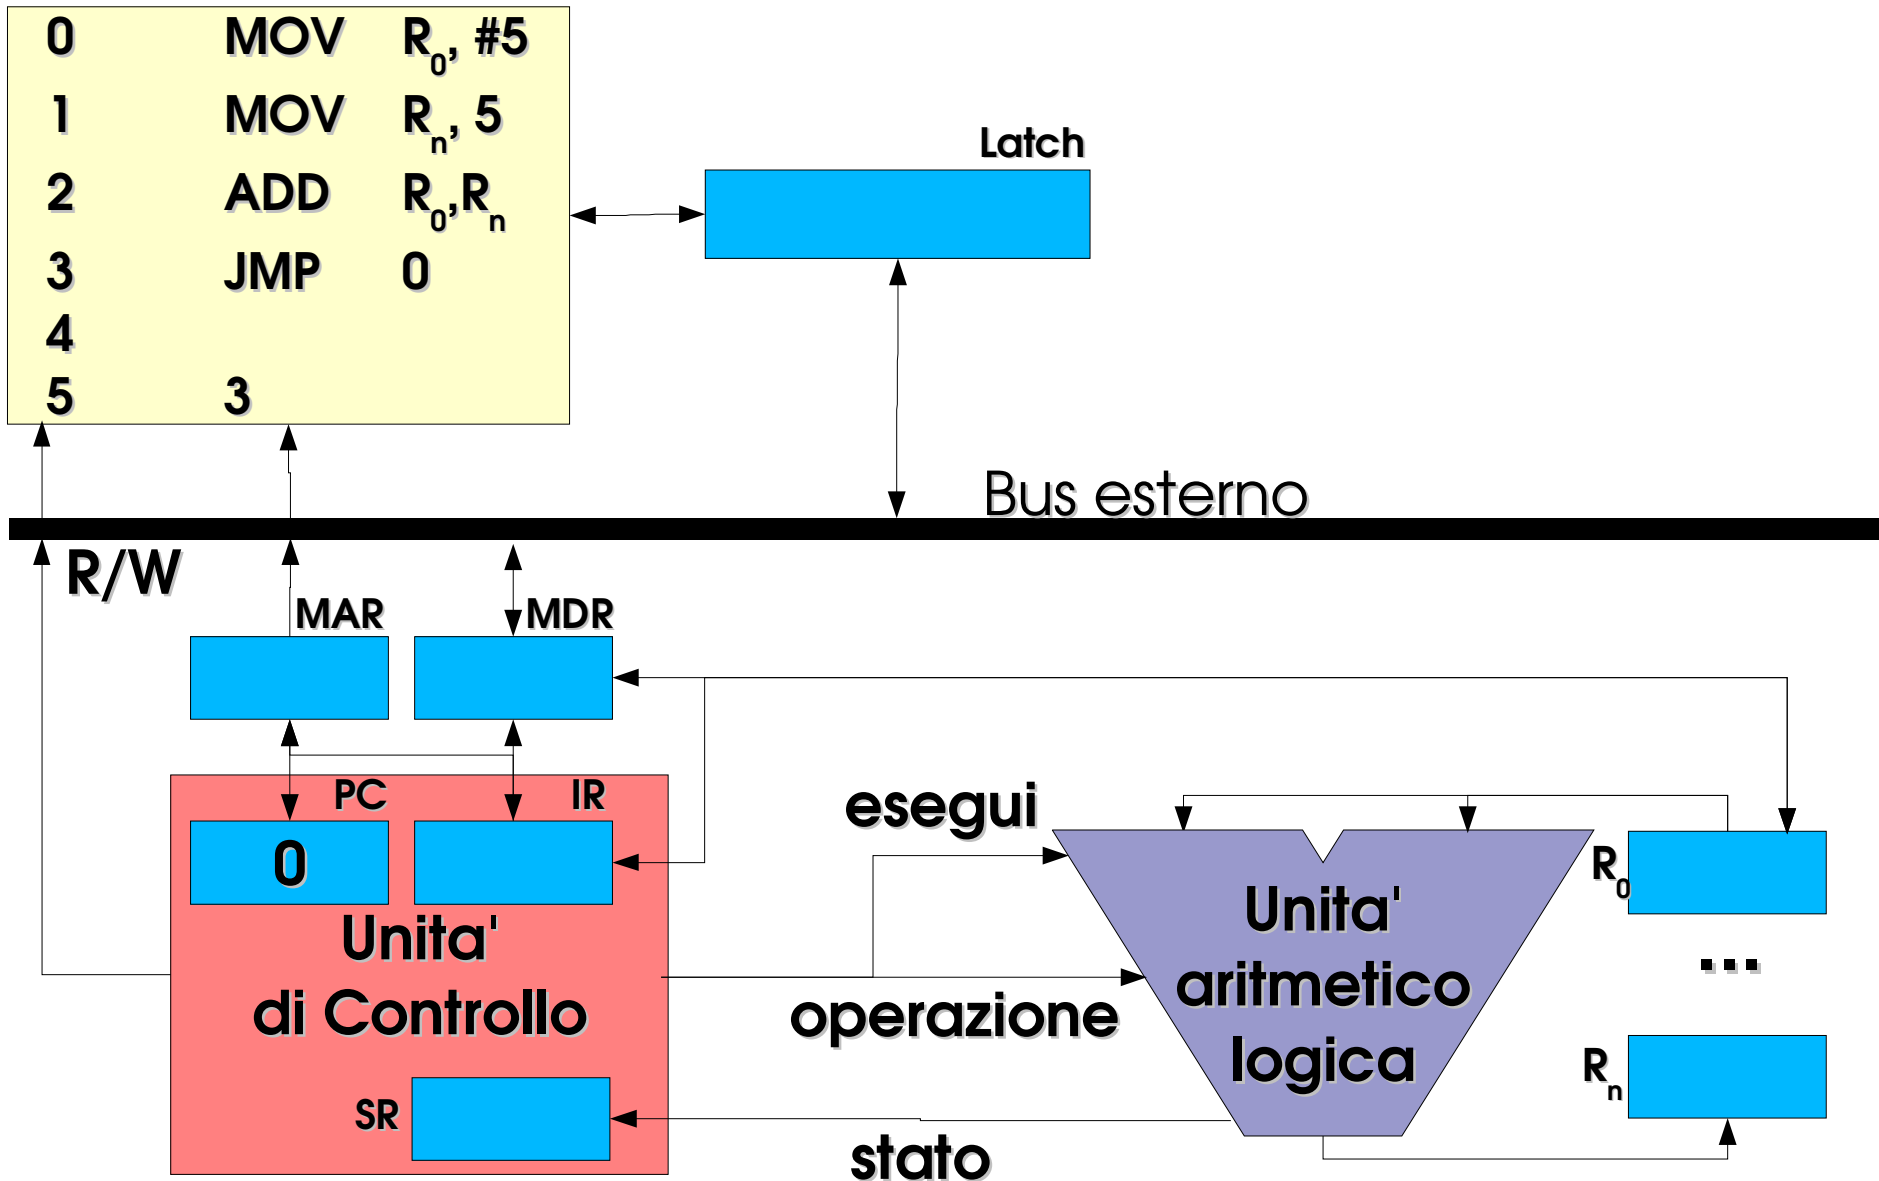 0 MOV R0, #5
1 MOV Rn, 5
2 ADD R0,Rn
3 JMP 0
4
5 3
Latch
Bus esterno
R/W
MAR
MDR
PC
IR
0
Unita'
di Controllo
SR
esegui
operazione
stato
Unita'
aritmetico
logica
R0
...
Rn